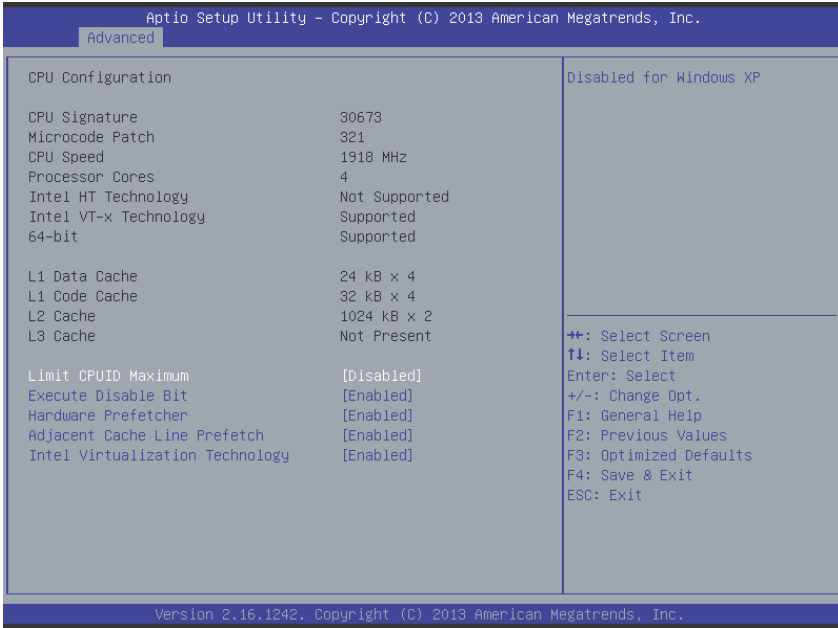 Aptio Setup Utility – Copyright (C) 2013 American Megatrends, Inc.
Advanced
CPU Configuration
CPU Signature 30673
Microcode Patch 321
CPU Speed 1918 MHz
Processor Cores 4
Intel HT Technology Not Supported
Intel VT-x Technology Supported
64-bit Supported
L1 Data Cache 24 kB x 4
L1 Code Cache 32 kB x 4
L2 Cache 1024 kB x 2
L3 Cache Not Present
Limit CPUID Maximum [Disabled]
Execute Disable Bit [Enabled]
Hardware Prefetcher [Enabled]
Adjacent Cache Line Prefetch [Enabled]
Intel Virtualization Technology [Enabled]
Disabled for Windows XP
→←: Select Screen
↑↓: Select Item
Enter: Select
+/-: Change Opt.
F1: General Help
F2: Previous Values
F3: Optimized Defaults
F4: Save & Exit
ESC: Exit
Version 2.16.1242. Copyright (C) 2013 American Megatrends, Inc.